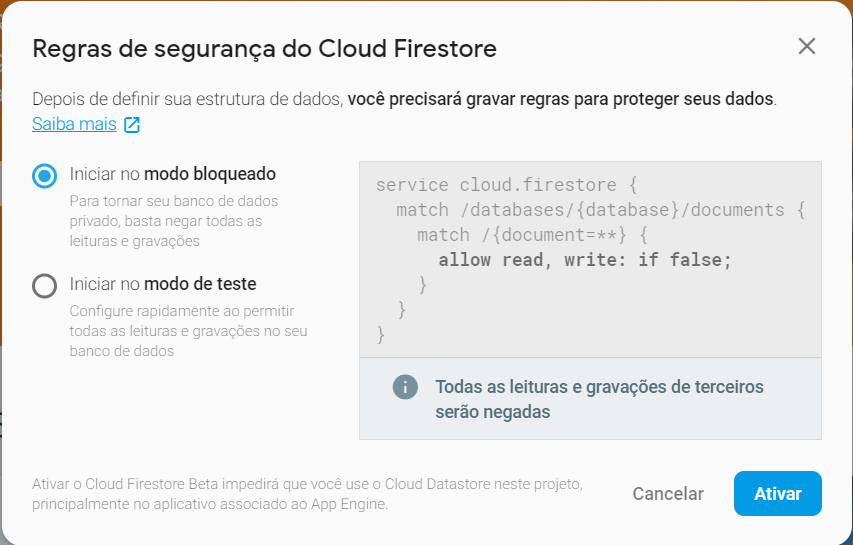 Regras de segurança do Cloud Firestore
Depois de definir sua estrutura de dados, você precisará gravar regras para proteger seus dados.
Saiba mais
Iniciar no modo bloqueado
Para tornar seu banco de dados
privado, basta negar todas as
leituras e gravações
Iniciar no modo de teste
Configure rapidamente ao permitir
todas as leituras e gravações no seu
banco de dados
service cloud.firestore {
  match /databases/{database}/documents {
    match /{document=**} {
      allow read, write: if false;
    }
  }
}
Todas as leituras e gravações de terceiros
serão negadas
Ativar o Cloud Firestore Beta impedirá que você use o Cloud Datastore neste projeto,
principalmente no aplicativo associado ao App Engine.
Cancelar
Ativar